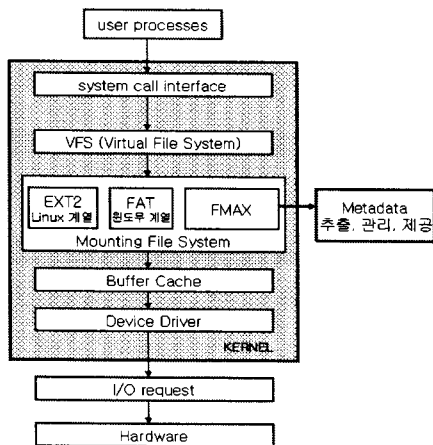 user processes
system call interface
VFS (Virtual File System)
EXT2
Linux 계열
FAT
윈도우 계열
FMAX
Mounting File System
Metadata
추출, 관리, 제공
Buffer Cache
Device Driver
KERNEL
I/O request
Hardware